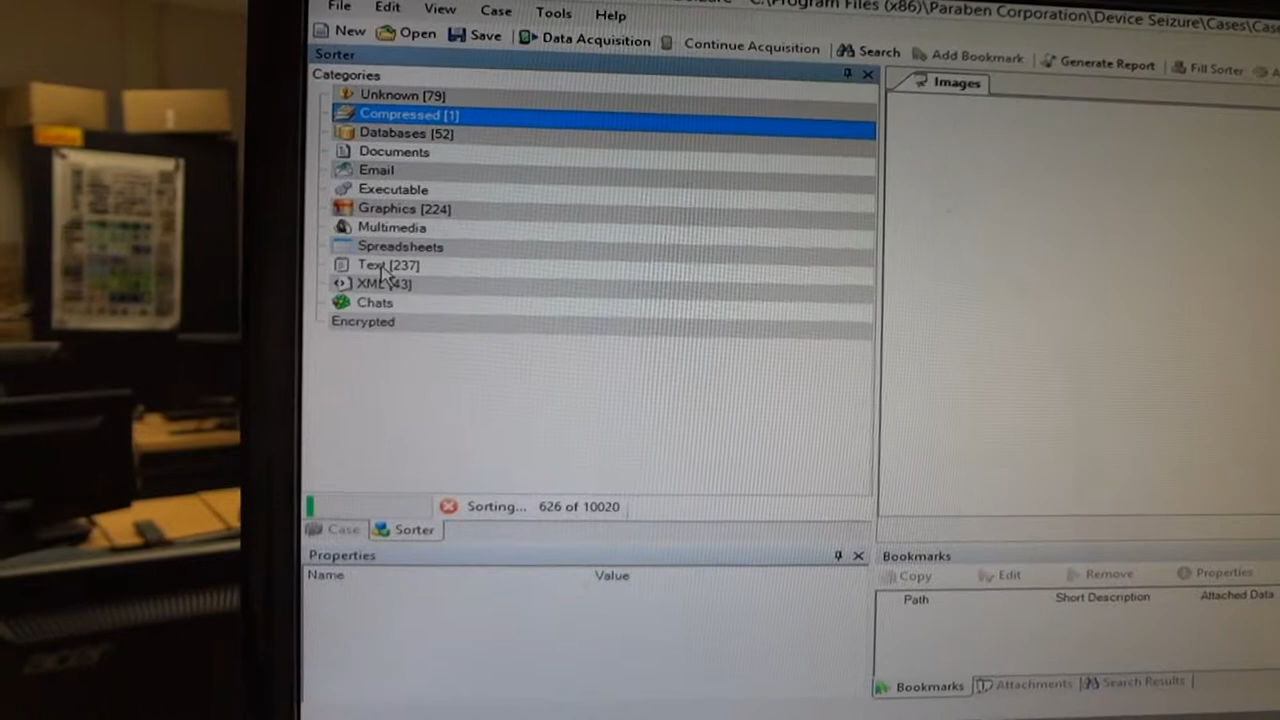 C:\Program Files (x86)\Paraben Corporation\Device Seizure\Cases\Cas
File Edit View Case Tools Help
New Open Save Data Acquisition Continue Acquisition Search Add Bookmark Generate Report Fill Sorter
Sorter
Categories
Images
Unknown [79]
Compressed [1]
Databases [52]
Documents
Email
Executable
Graphics [224]
Multimedia
Spreadsheets
Text [237]
XML [43]
Chats
Encrypted
Sorting... 626 of 10020
Case Sorter
Properties
Name Value
Bookmarks
Copy Edit Remove Properties
Path Short Description Attached Data
Bookmarks Attachments Search Results
acer